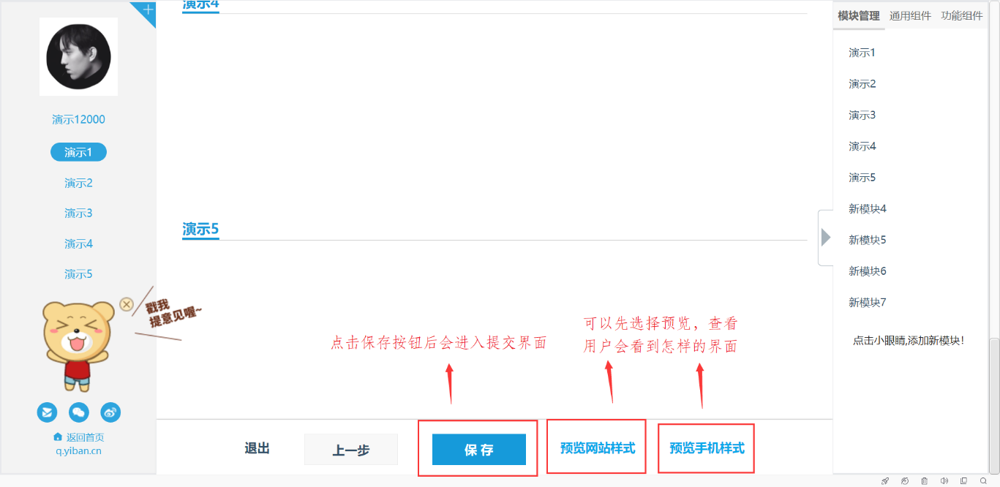 演示12000
演示1
演示2
演示3
演示4
演示5
戳我
提意见喔~
返回首页
q.yiban.cn
演示4
演示5
点击保存按钮后会进入提交界面
可以先选择预览，查看
用户会看到怎样的界面
退出
上一步
保 存
预览网站样式
预览手机样式
模块管理 通用组件 功能组件
演示1
演示2
演示3
演示4
演示5
新模块4
新模块5
新模块6
新模块7
点击小眼睛,添加新模块!